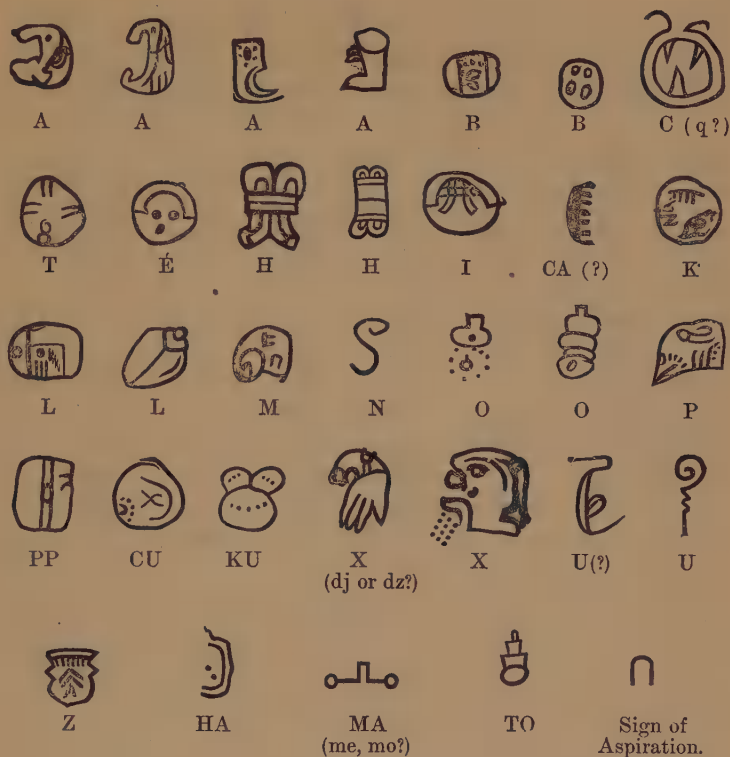 A A A A B B C (q?)
T É H H I CA (?) K
L L M N O O P
PP CU KU X X U(?) U
(dj or dz?)
Z HA MA TO Sign of
(me, mo?) Aspiration.